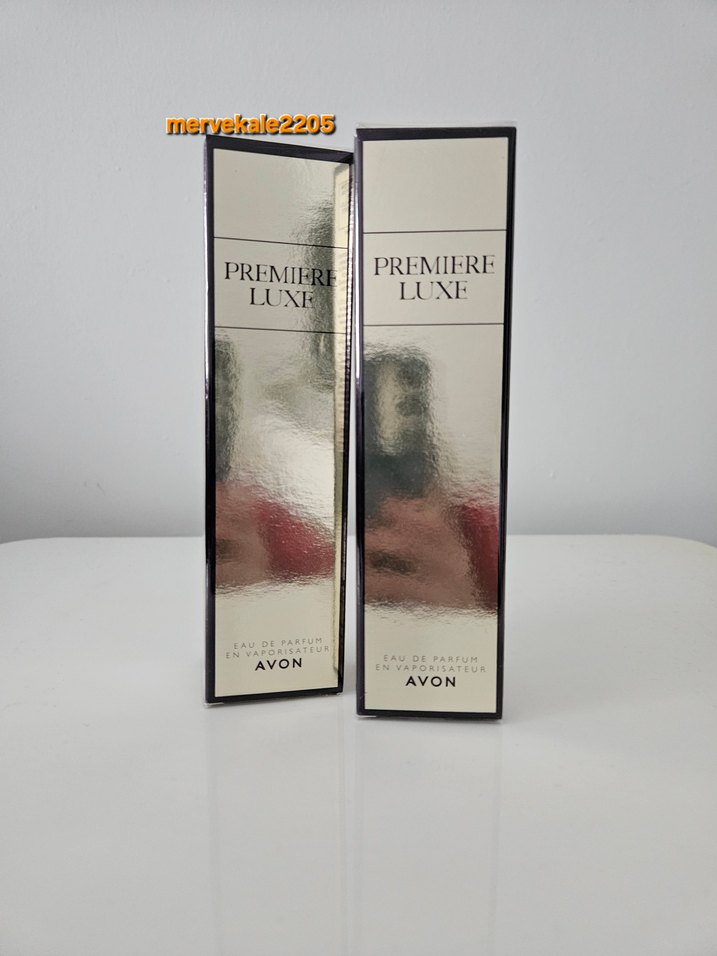 mervekale2205
PREMIERE
LUXE
EAU DE PARFUM
EN VAPORISATEUR
AVON
PREMIERE
LUXE
EAU DE PARFUM
EN VAPORISATEUR
AVON